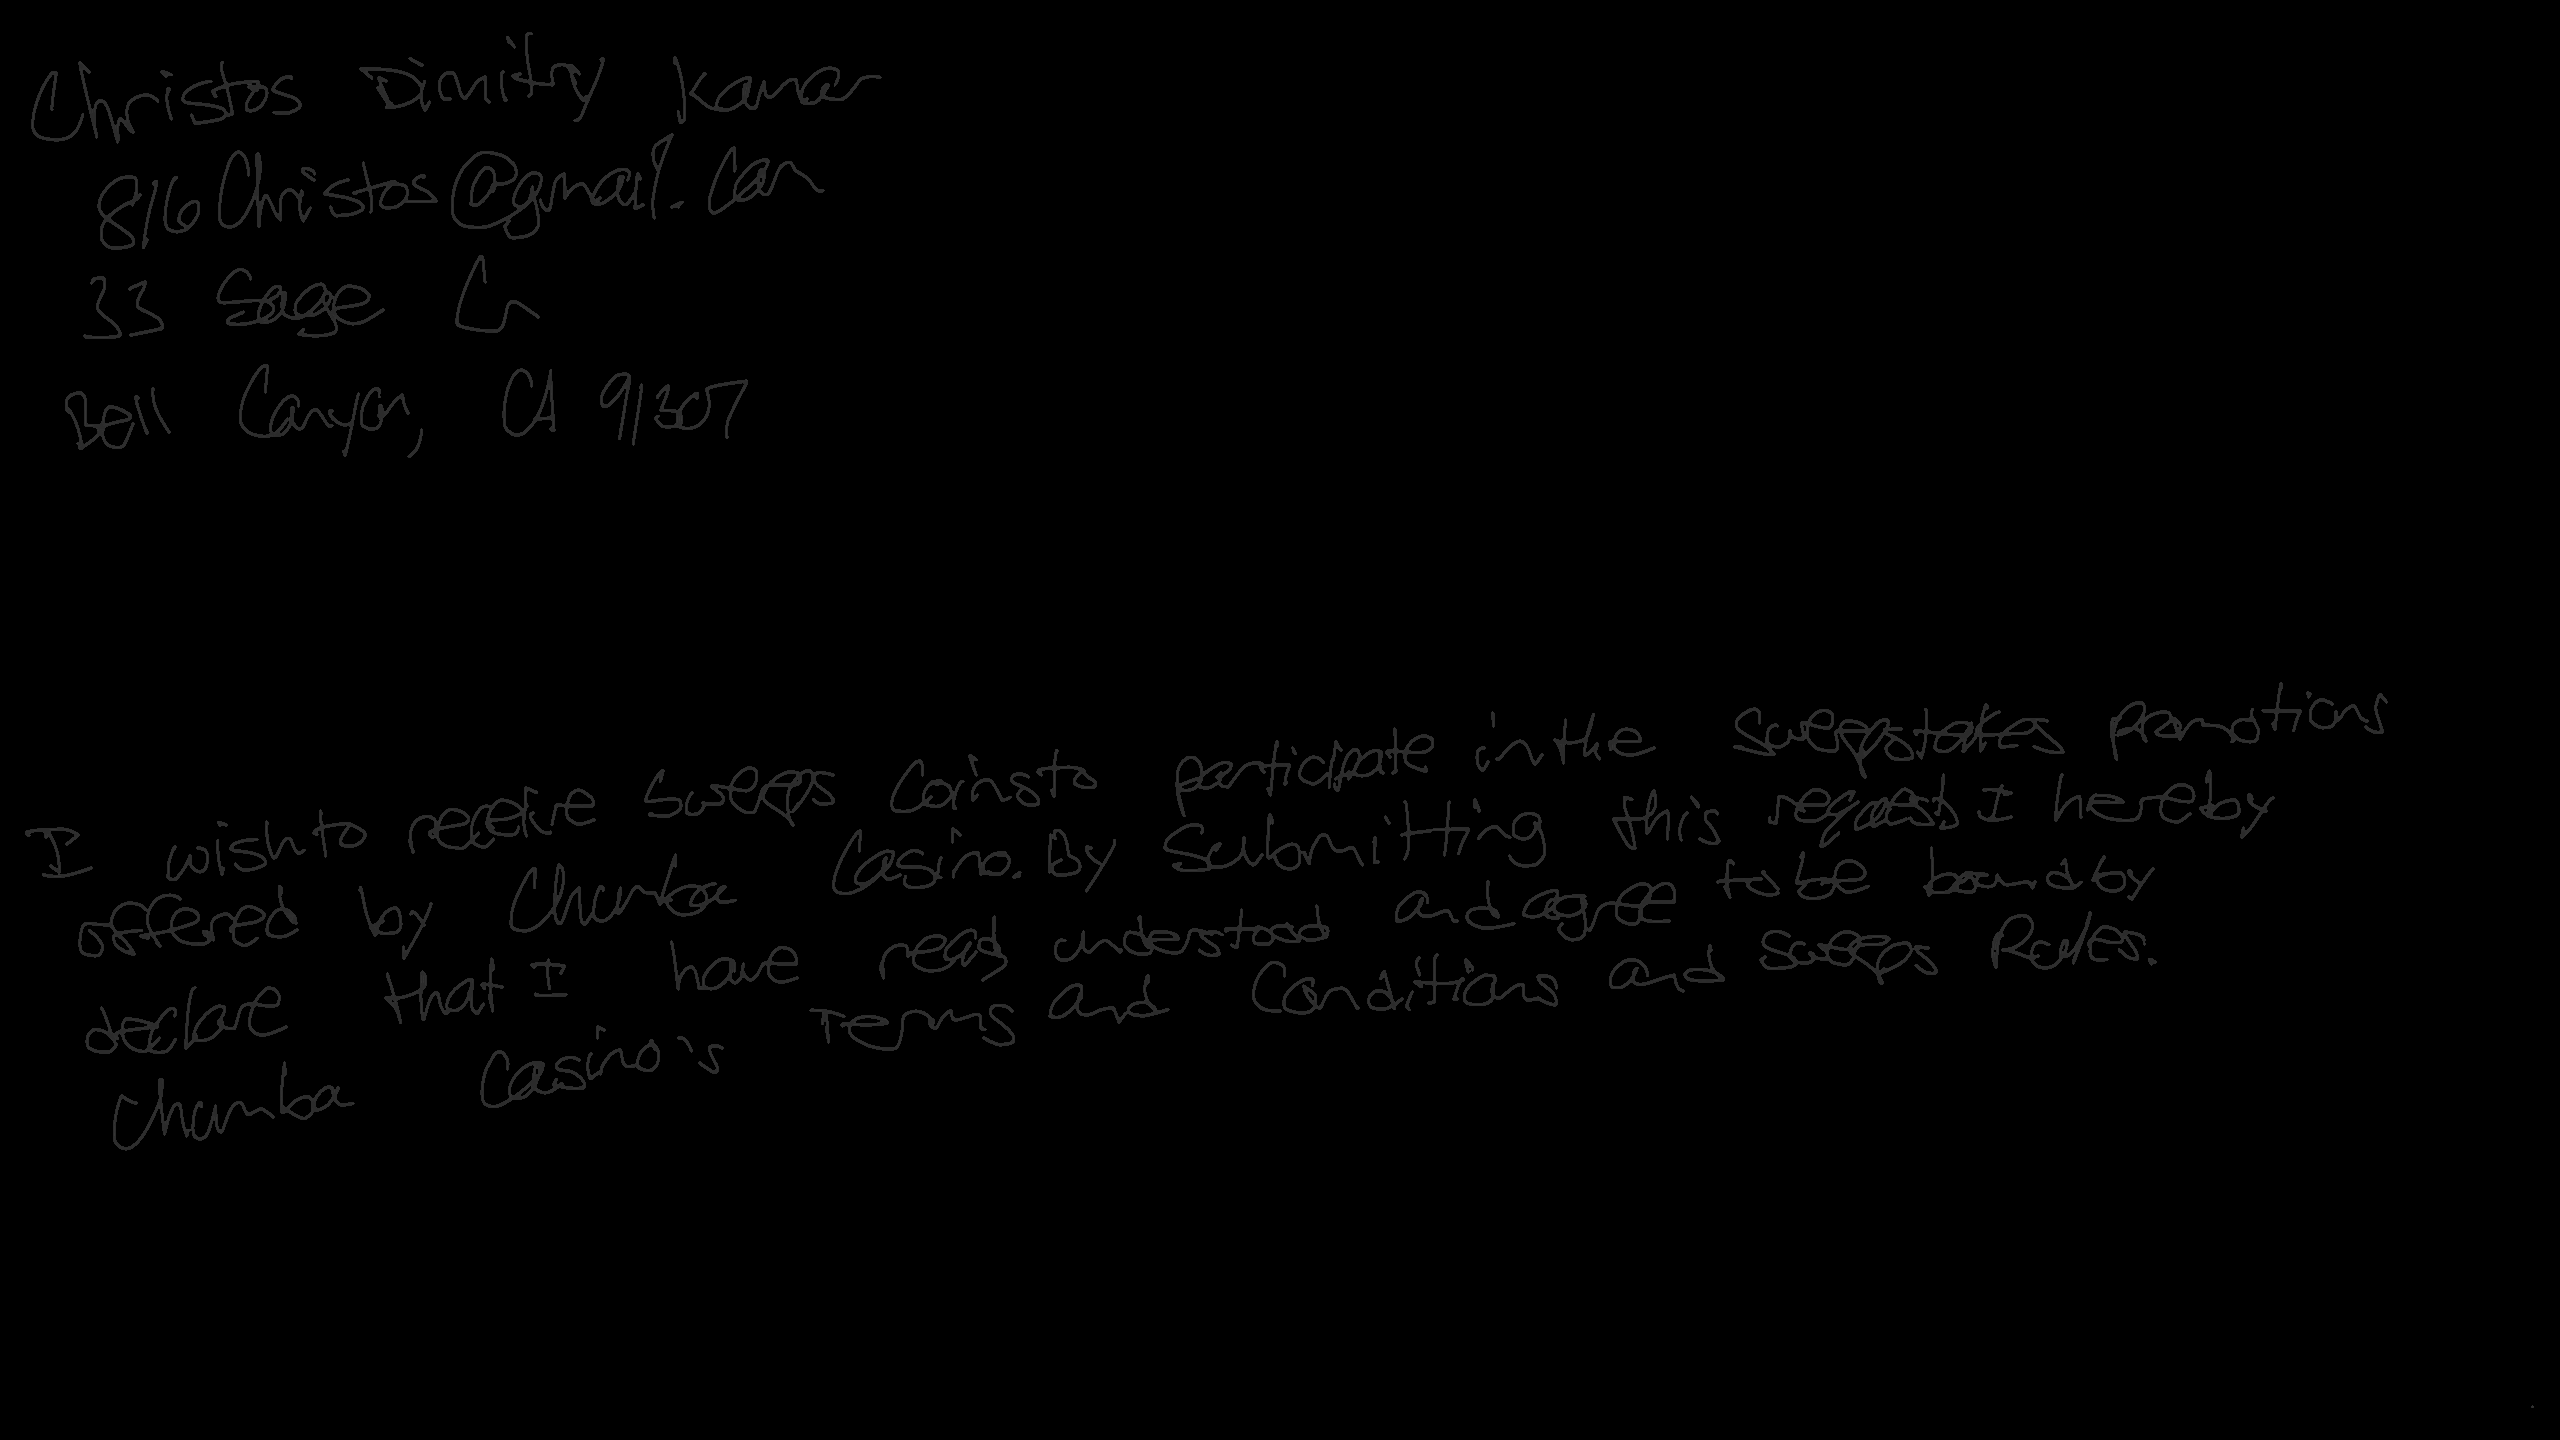 Christos Dimitry Kamar
816Christos@gmail.com
33 Sage Ln
Bell Canyon, CA 91307
I wish to receive Sweeps Coins to participate in the sweepstakes promotions
offered by Chumba Casino. By Submitting this request, I hereby
declare that I have read, understood and agree to be bound by
Chumba Casino's Terms and Conditions and Sweeps Rules.